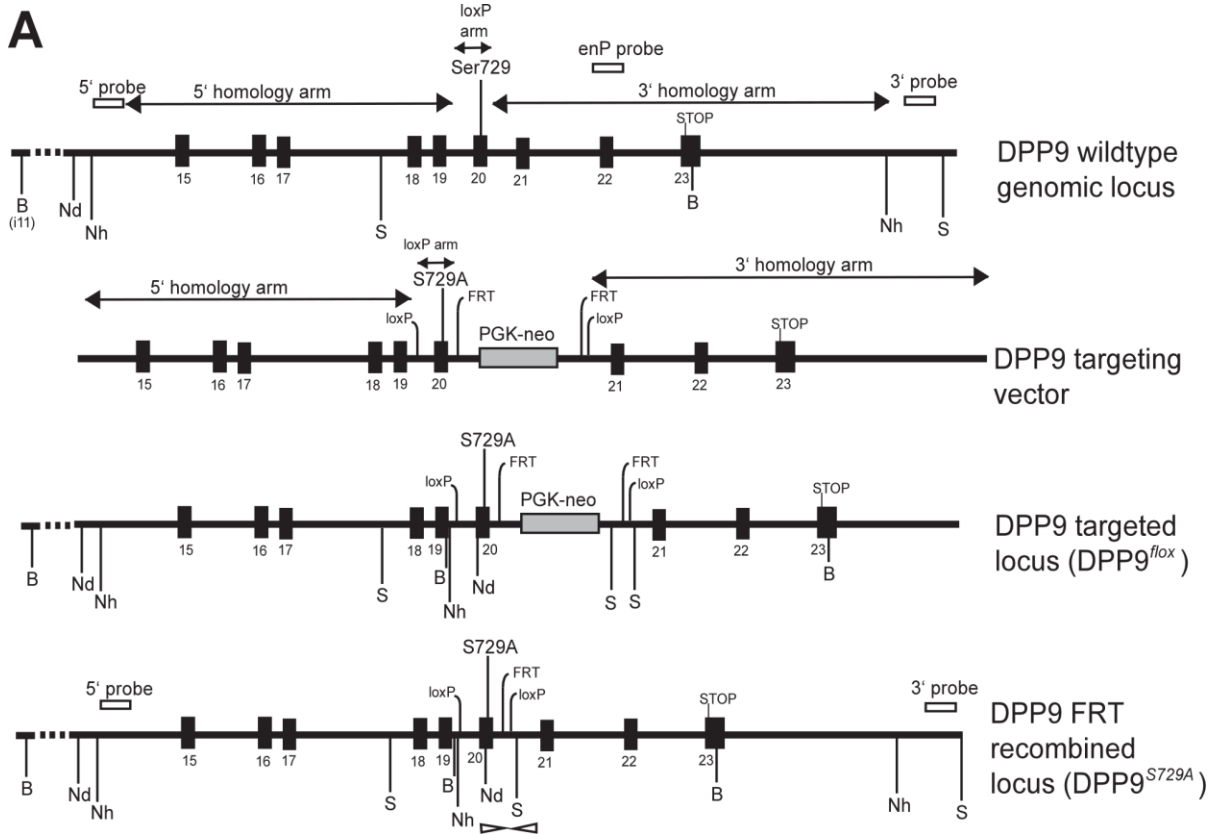 A
loxP
arm
Ser729
enP probe
5‘ probe
5‘ homology arm
3‘ homology arm
3‘ probe
STOP
15 16 17 18 19 20 21 22 23
B
(i11)
Nd
Nh
S
B
Nh
S
DPP9 wildtype
genomic locus
loxP arm
5‘ homology arm
S729A
3‘ homology arm
loxP
FRT
FRT
loxP
PGK-neo
STOP
15 16 17 18 19 20 21 22 23
DPP9 targeting
vector
S729A
loxP
FRT
FRT
loxP
PGK-neo
STOP
15 16 17 18 19 20 21 22 23
B
Nd
Nh
S
B
Nh
Nd
S
S
B
DPP9 targeted
locus (DPP9flox)
S729A
5‘ probe
loxP
FRT
loxP
STOP
3‘ probe
15 16 17 18 19 20 21 22 23
B
Nd
Nh
S
B
Nh
Nd
S
B
Nh
S
DPP9 FRT
recombined
locus (DPP9S729A)